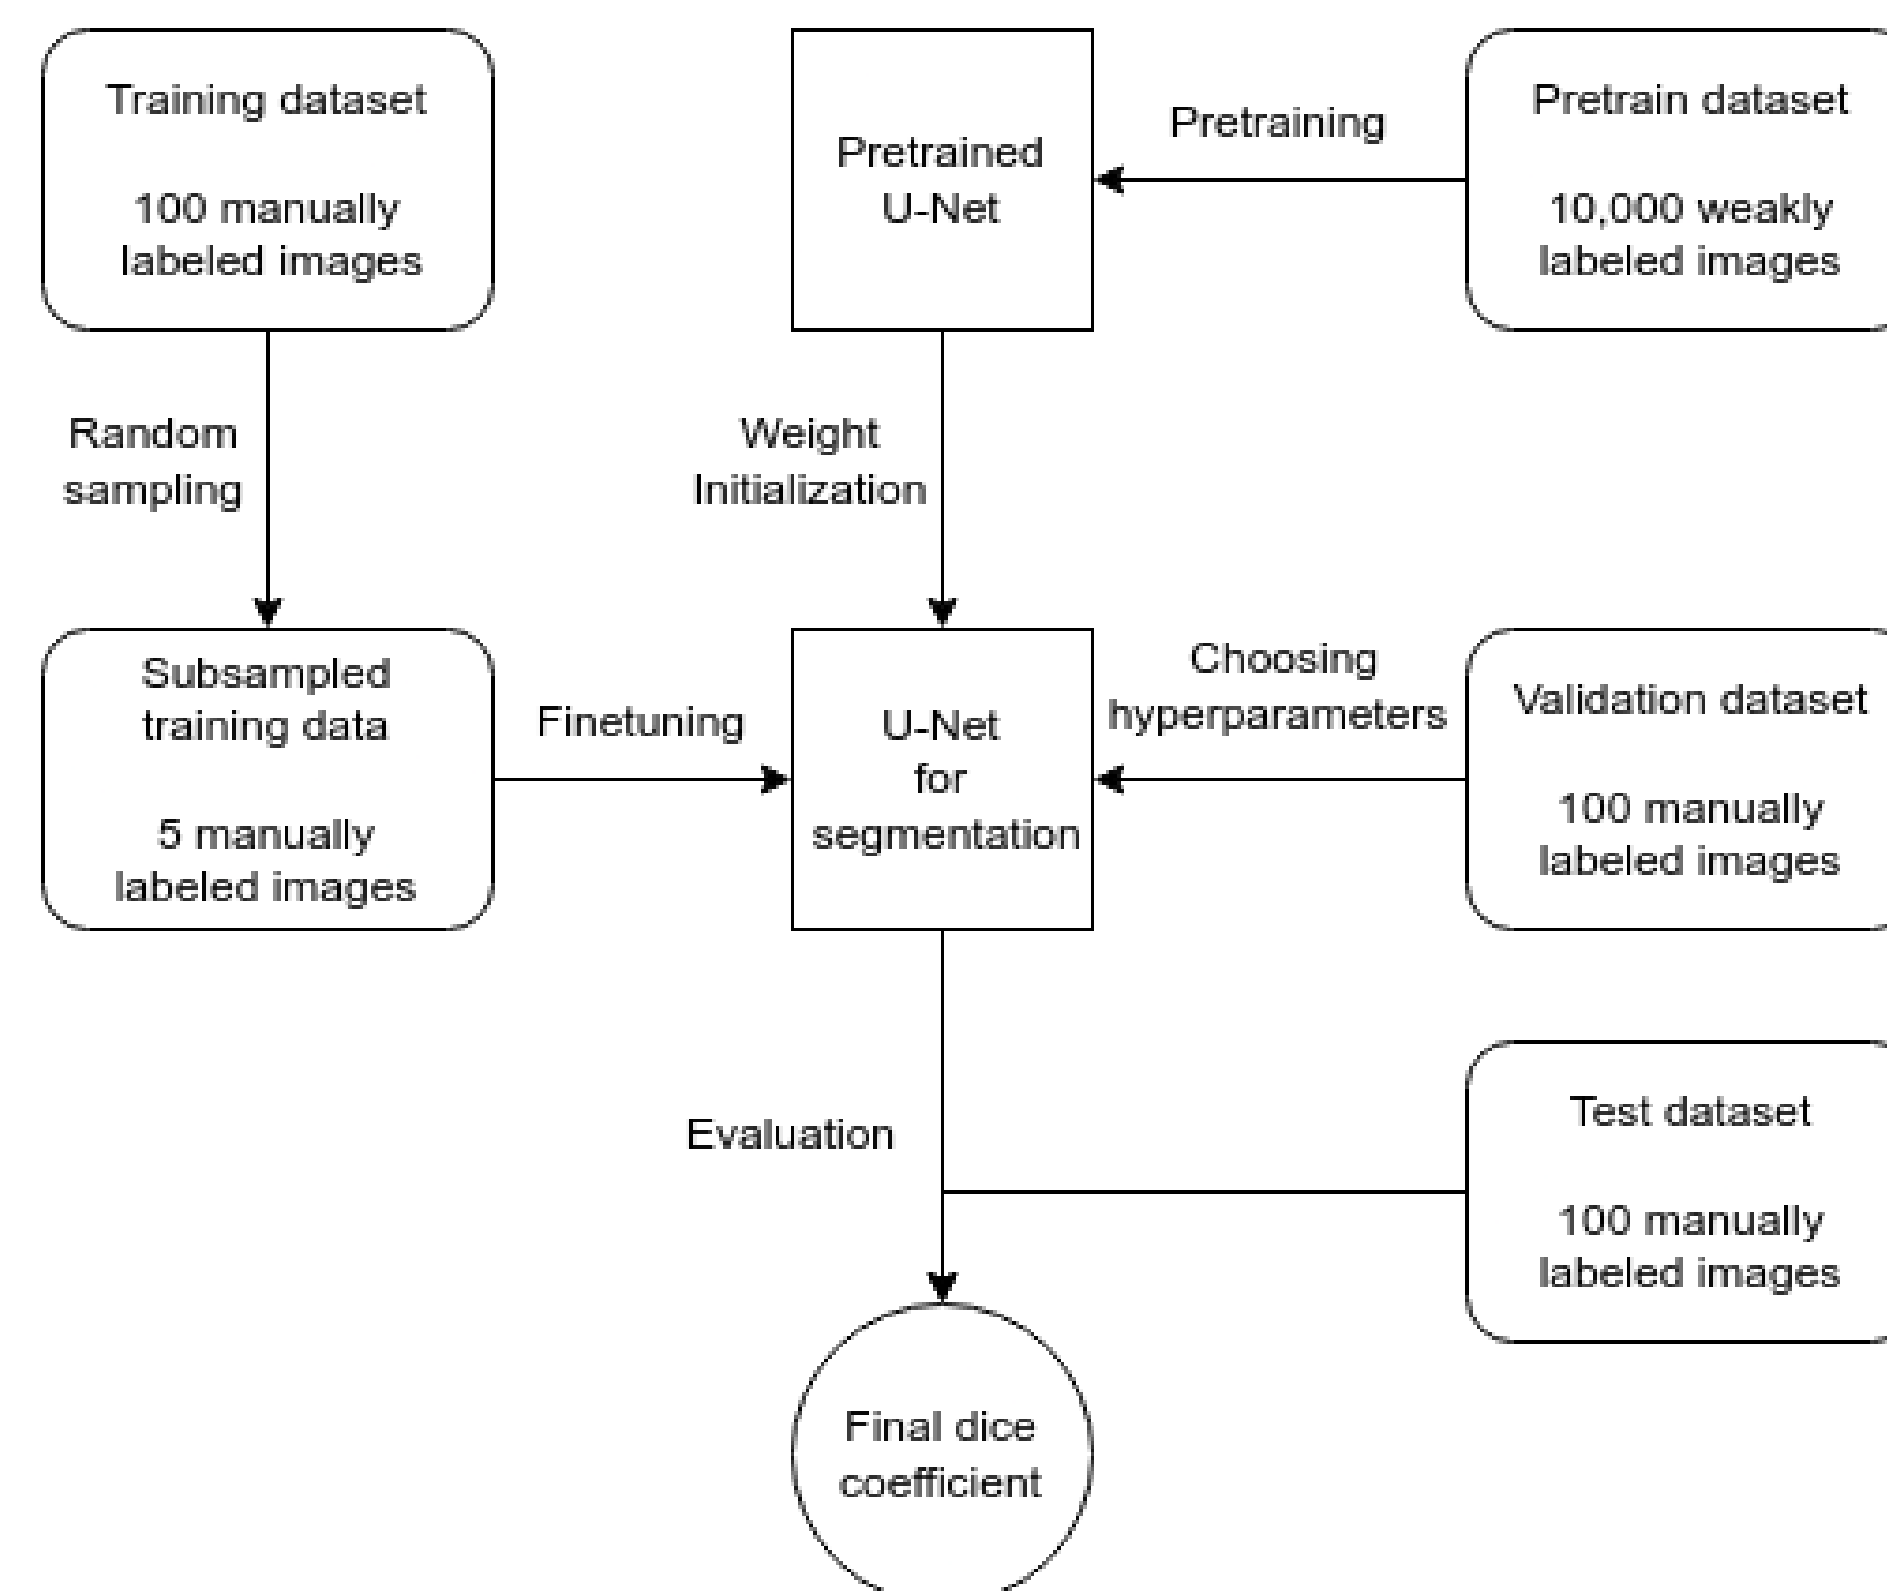 Training dataset
100 manually
labeled images
Pretrained
U-Net
Pretraining
Pretrain dataset
10,000 weakly
labeled images
Random
sampling
Weight
Initialization
Subsampled
training data
5 manually
labeled images
Finetuning
U-Net
for
segmentation
Choosing
hyperparameters
Validation dataset
100 manually
labeled images
Evaluation
Test dataset
100 manually
labeled images
Final dice
coefficient